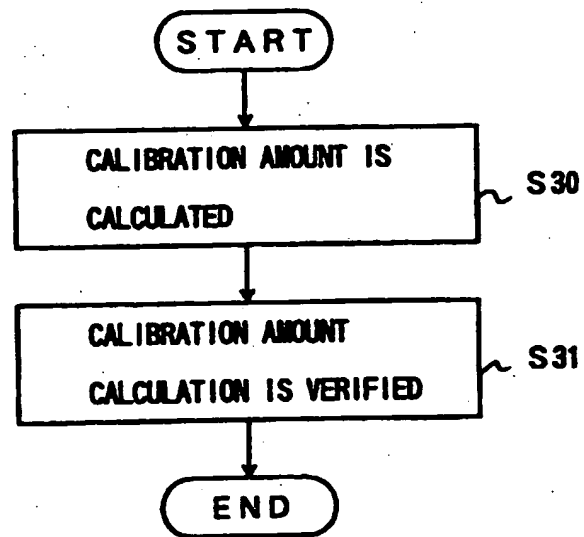 START
CALIBRATION AMOUNT IS
CALCULATED
S30
CALIBRATION AMOUNT
CALCULATION IS VERIFIED
S31
END